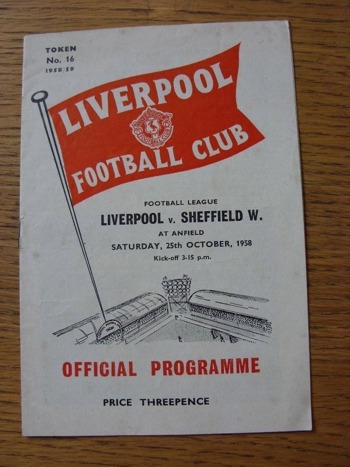 TOKEN
No. 16
1958/59
LIVERPOOL
FOOTBALL CLUB
FOOTBALL LEAGUE
LIVERPOOL v. SHEFFIELD W.
AT ANFIELD
SATURDAY, 25th OCTOBER, 1958
Kick-off 3-15 p.m.
OFFICIAL PROGRAMME
PRICE THREEPENCE